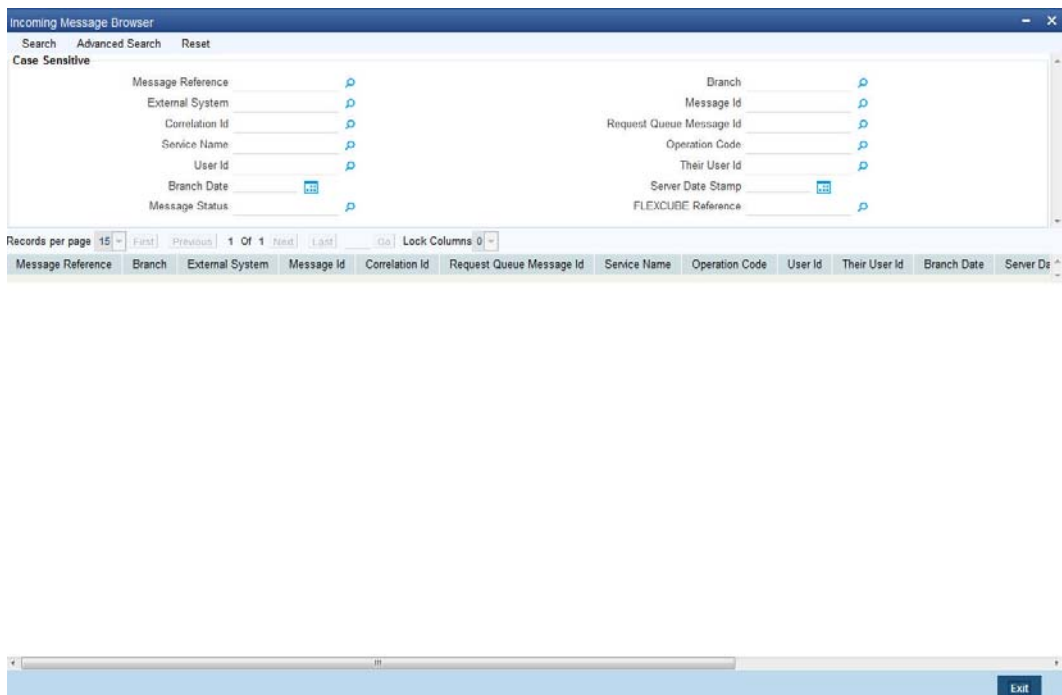 Incoming Message Browser
Search Advanced Search Reset
Case Sensitive
Message Reference Branch
External System Message Id
Correlation Id Request Queue Message Id
Service Name Operation Code
User Id Their User Id
Branch Date Server Date Stamp
Message Status FLEXCUBE Reference
Records per page 15 First Previous 1 Of 1 Next Last Go Lock Columns 0
Message Reference Branch External System Message Id Correlation Id Request Queue Message Id Service Name Operation Code User Id Their User Id Branch Date Server Da
Exit